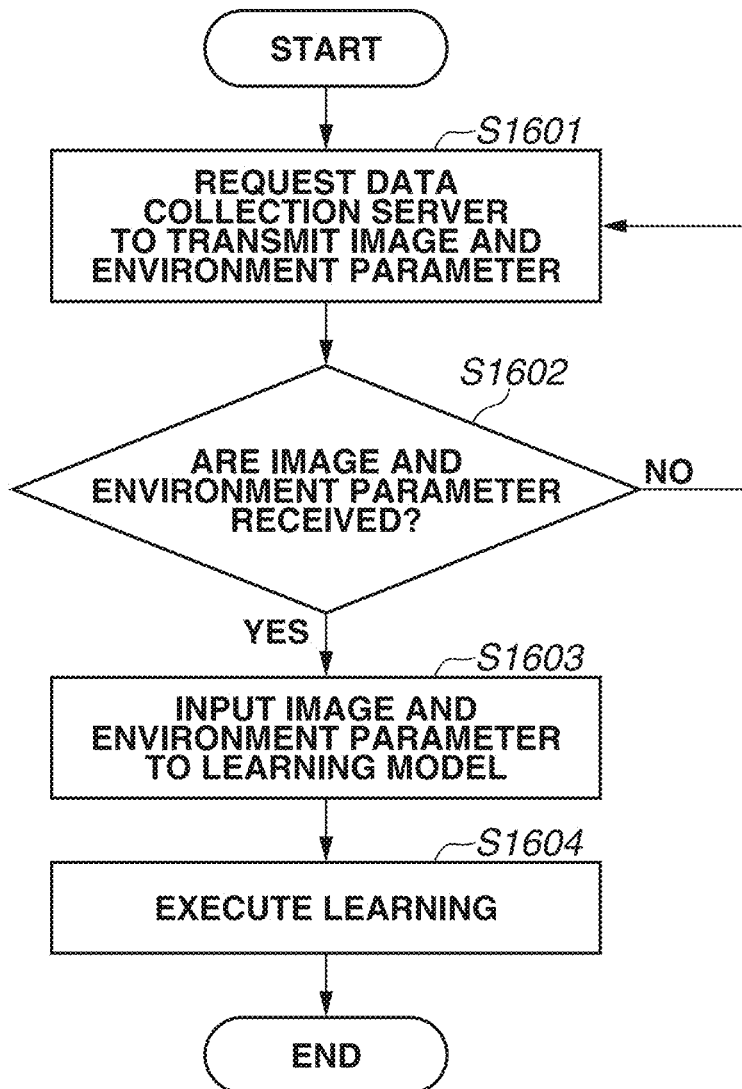 START
S1601
REQUEST DATA
COLLECTION SERVER
TO TRANSMIT IMAGE AND
ENVIRONMENT PARAMETER
S1602
ARE IMAGE AND
ENVIRONMENT PARAMETER
RECEIVED?
NO
YES
S1603
INPUT IMAGE AND
ENVIRONMENT PARAMETER
TO LEARNING MODEL
S1604
EXECUTE LEARNING
END